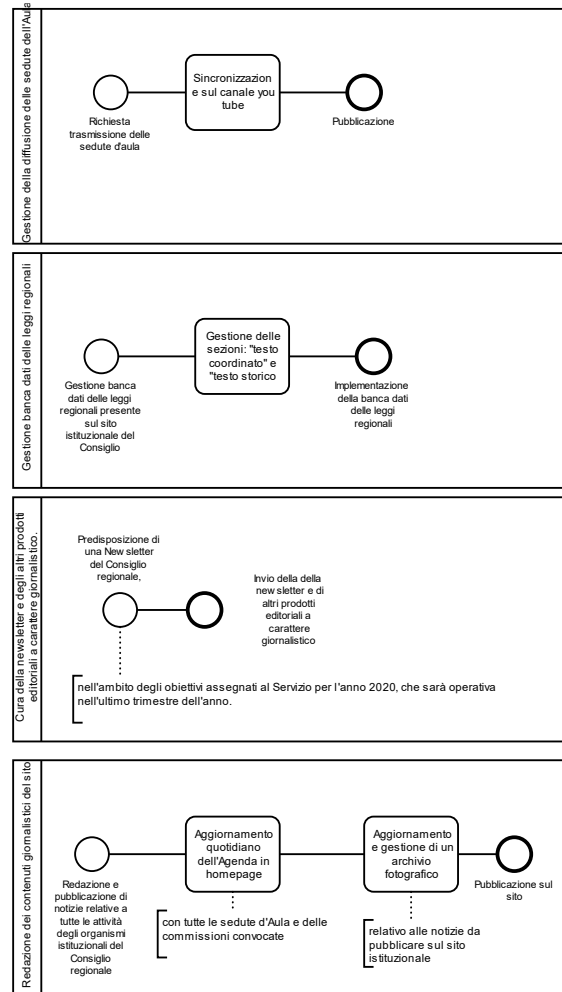 Gestione della diffusione delle sedute dell'Aula
Sincronizzazion
e sul canale you
tube
Richiesta
trasmissione delle
sedute d'aula
Pubblicazione
Gestione banca dati delle leggi regionali
Gestione delle
sezioni: "testo
coordinato" e
"testo storico
Gestione banca
dati delle leggi
regionali presente
sul sito
istituzionale del
Consiglio
Implementazione
della banca dati
delle leggi
regionali
Cura della newsletter e degli altri prodotti
editoriali a carattere giornalistico.
Predisposizione di
una New sletter
del Consiglio
regionale,
Invio della della
new sletter e di
altri prodotti
editoriali a
carattere
giornalistico
nell'ambito degli obiettivi assegnati al Servizio per l'anno 2020, che sarà operativa
nell'ultimo trimestre dell'anno.
Redazione dei contenuti giornalistici del sito
Aggiornamento
quotidiano
dell'Agenda in
homepage
Aggiornamento
e gestione di un
archivio
fotografico
Redazione e
pubblicazione di
notizie relative a
tutte le attività
degli organismi
istituzionali del
Consiglio
regionale
Pubblicazione sul
sito
con tutte le sedute d'Aula e delle
commissioni convocate
relativo alle notizie da
pubblicare sul sito
istituzionale